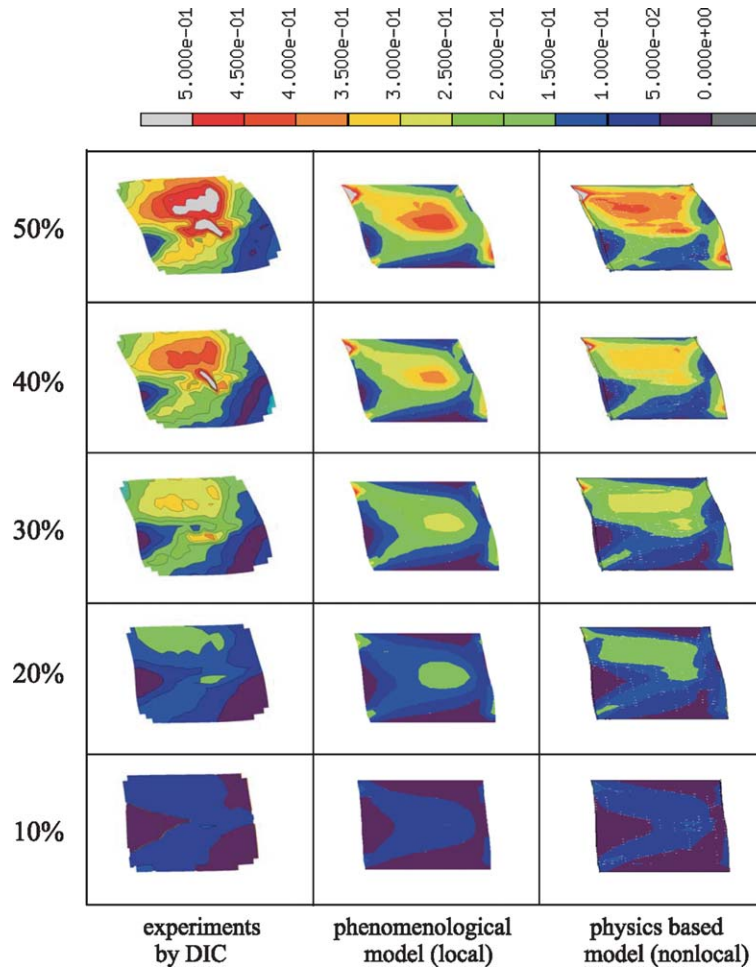 5.000e-01
4.500e-01
4.000e-01
3.500e-01
3.000e-01
2.500e-01
2.000e-01
1.500e-01
1.000e-01
5.000e-02
0.000e+00
50%
40%
30%
20%
10%
experiments
by DIC
phenomenological
model (local)
physics based
model (nonlocal)